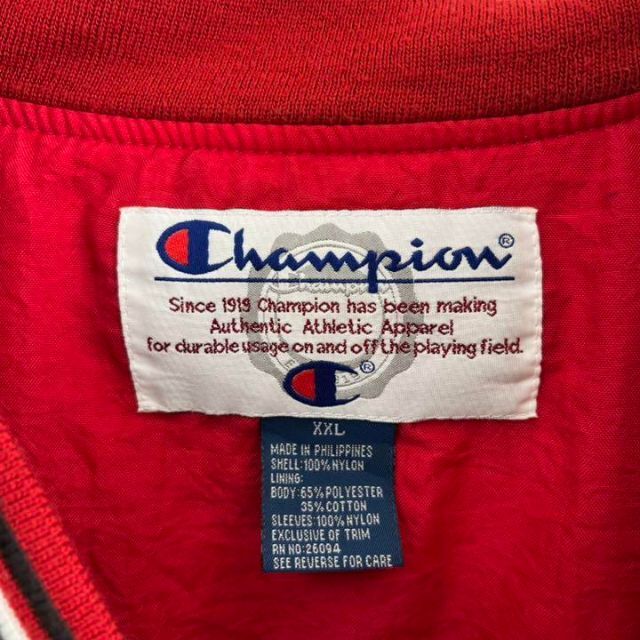 Champion®
Since 1919 Champion has been making
Authentic Athletic Apparel
for durable usage on and off the playing field.
®
XXL
MADE IN PHILIPPINES
SHELL:100% NYLON
LINING:
BODY:65% POLYESTER
35% COTTON
SLEEVES:100% NYLON
EXCLUSIVE OF TRIM
RN NO:26094
SEE REVERSE FOR CARE